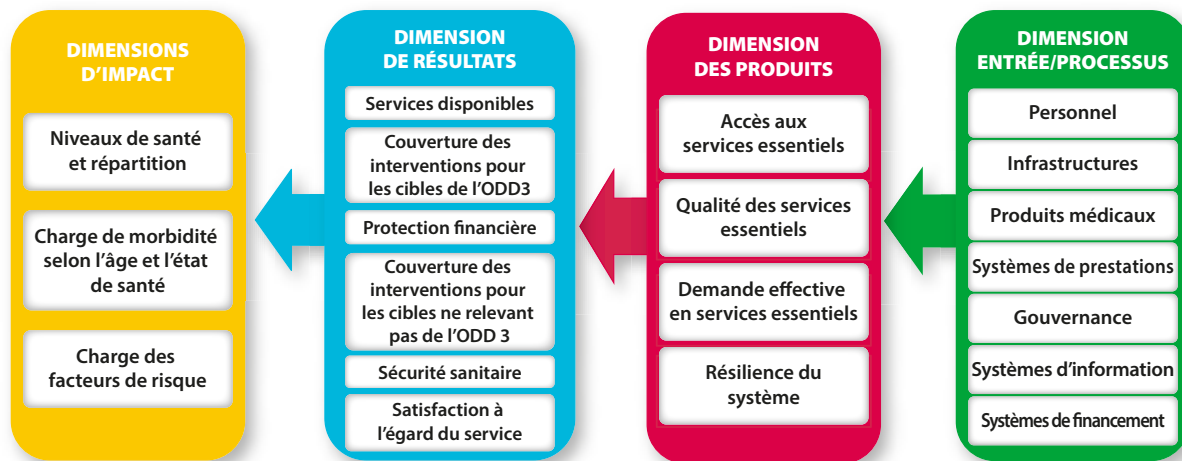 DIMENSIONS
D’IMPACT
Niveaux de santé
et répartition
Charge de morbidité
selon l’âge et l’état
de santé
Charge des
facteurs de risque
DIMENSION
DE RÉSULTATS
Services disponibles
Couverture des
interventions pour
les cibles de l’ODD3
Protection financière
Couverture des
interventions pour
les cibles ne relevant
pas de l’ODD 3
Sécurité sanitaire
Satisfaction à
l’égard du service
DIMENSION
DES PRODUITS
Accès aux
services essentiels
Qualité des services
essentiels
Demande effective
en services essentiels
Résilience du
système
DIMENSION
ENTRÉE/PROCESSUS
Personnel
Infrastructures
Produits médicaux
Systèmes de prestations
Gouvernance
Systèmes d’information
Systèmes de financement